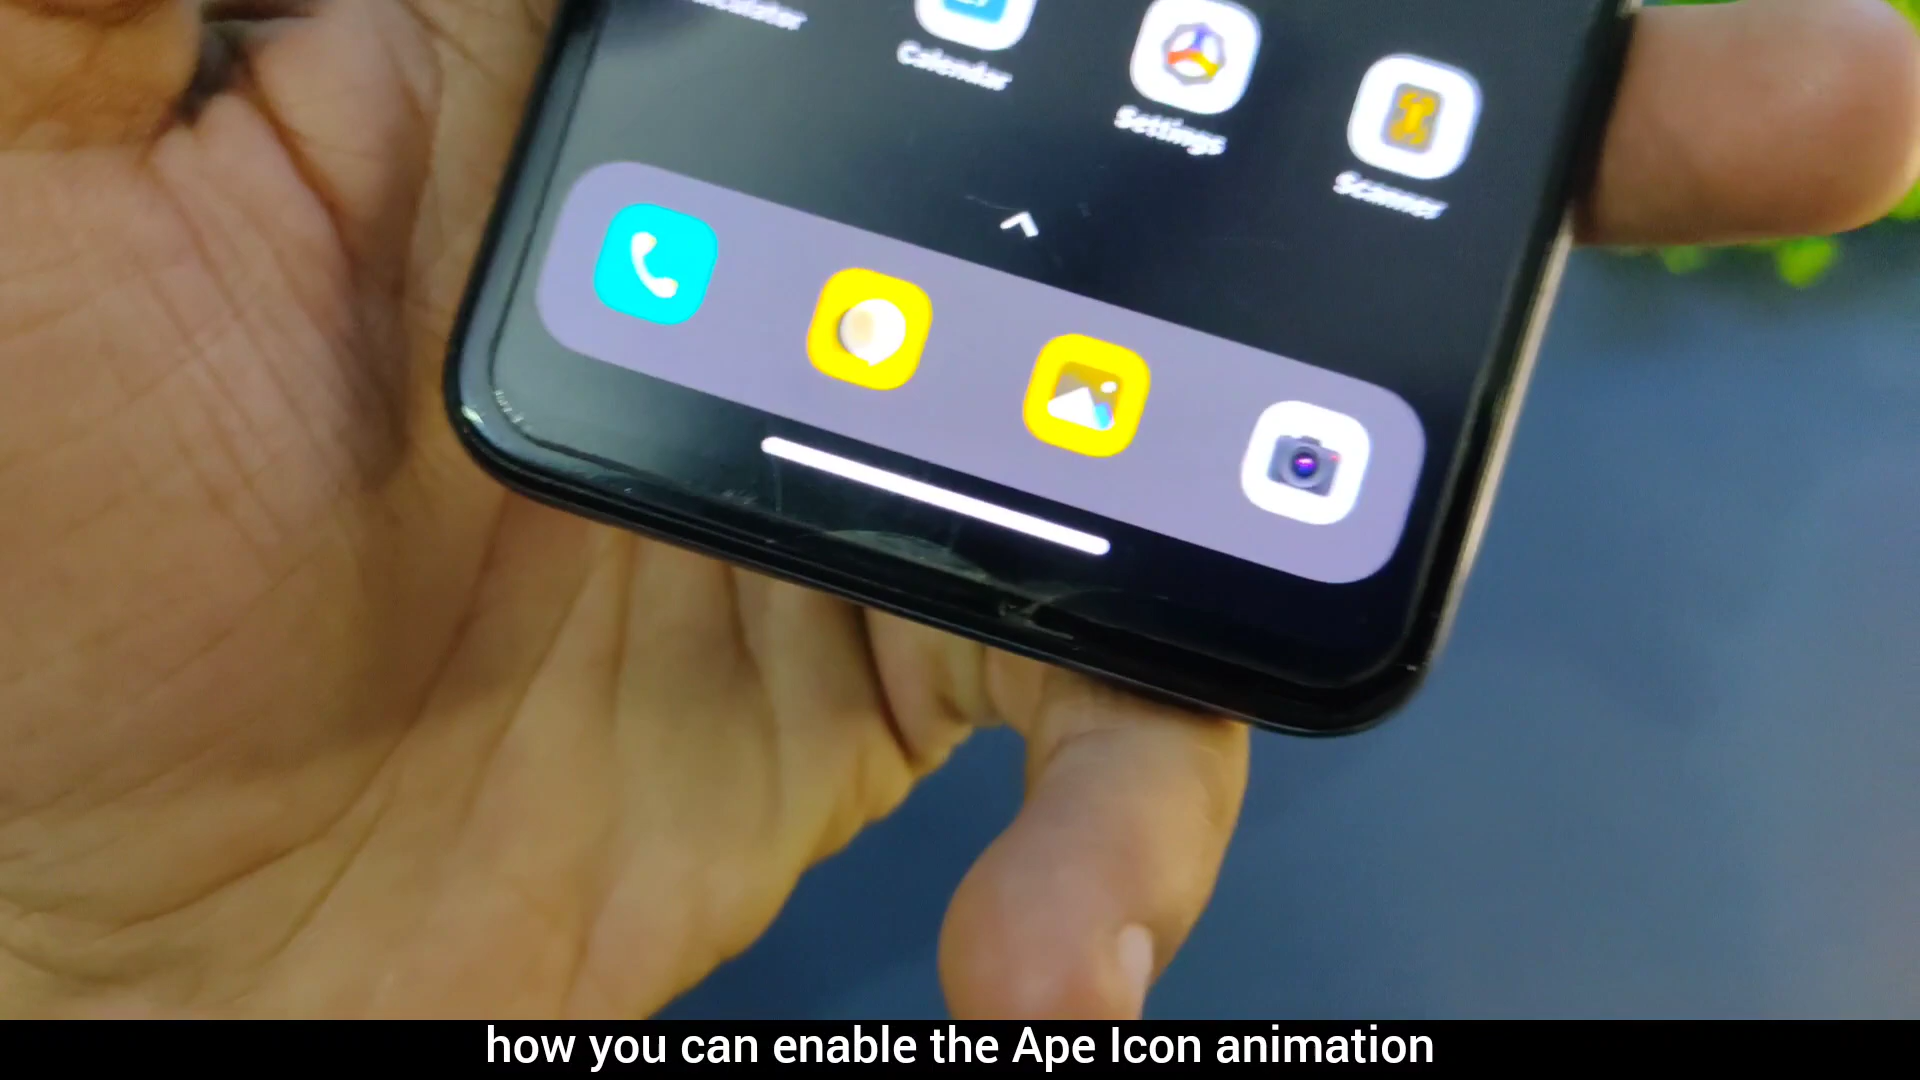 Calendar
Settings
Scanner
how you can enable the Ape Icon animation